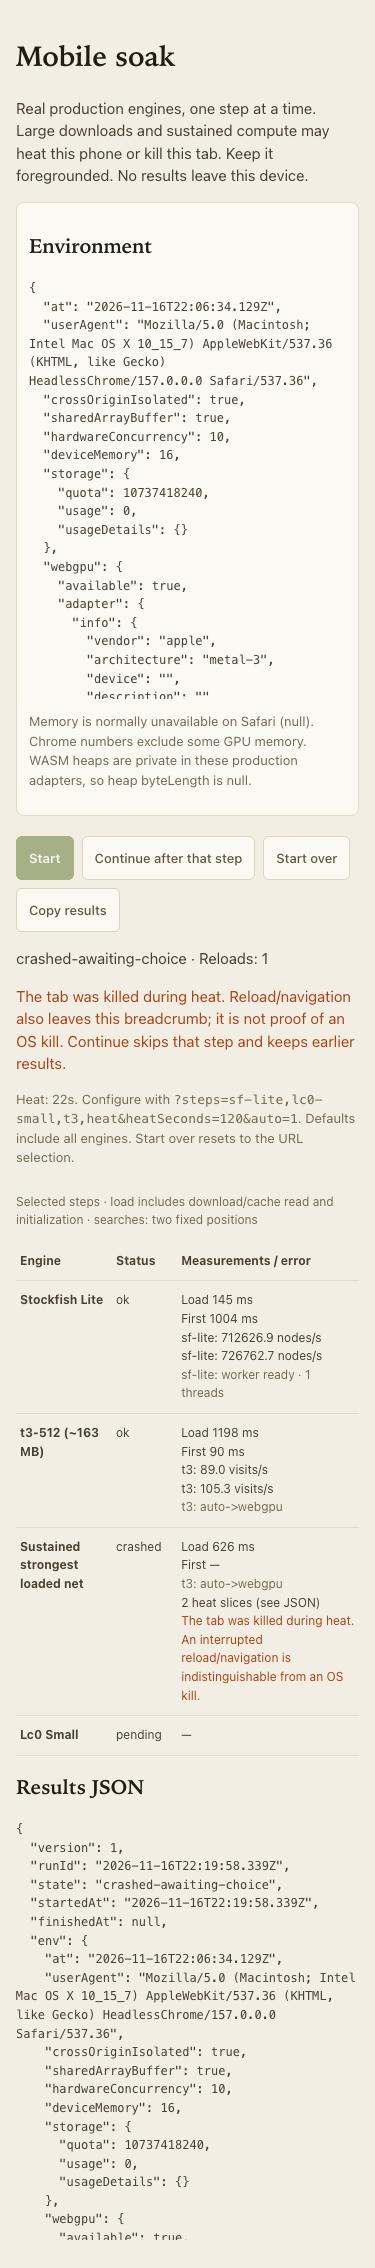 Mobile soak
Real production engines, one step at a time.
Large downloads and sustained compute may
heat this phone or kill this tab. Keep it
foregrounded. No results leave this device.
Environment
{
  "at": "2026-11-16T22:06:34.129Z",
  "userAgent": "Mozilla/5.0 (Macintosh;
Intel Mac OS X 10_15_7) AppleWebKit/537.36
(KHTML, like Gecko)
HeadlessChrome/157.0.0.0 Safari/537.36",
  "crossOriginIsolated": true,
  "sharedArrayBuffer": true,
  "hardwareConcurrency": 10,
  "deviceMemory": 16,
  "storage": {
    "quota": 10737418240,
    "usage": 0,
    "usageDetails": {}
  },
  "webgpu": {
    "available": true,
    "adapter": {
      "info": {
        "vendor": "apple",
        "architecture": "metal-3",
        "device": "",
        "description": ""
Memory is normally unavailable on Safari (null).
Chrome numbers exclude some GPU memory.
WASM heaps are private in these production
adapters, so heap byteLength is null.
Start
Continue after that step
Start over
Copy results
crashed-awaiting-choice · Reloads: 1
The tab was killed during heat. Reload/navigation
also leaves this breadcrumb; it is not proof of an
OS kill. Continue skips that step and keeps earlier
results.
Heat: 22s. Configure with ?steps=sf-lite,lc0-
small,t3,heat&heatSeconds=120&auto=1. Defaults
include all engines. Start over resets to the URL
selection.
Selected steps · load includes download/cache read and
initialization · searches: two fixed positions
Engine Status Measurements / error
Stockfish Lite ok Load 145 ms
First 1004 ms
sf-lite: 712626.9 nodes/s
sf-lite: 726762.7 nodes/s
sf-lite: worker ready · 1
threads
t3-512 (~163 ok Load 1198 ms
MB) First 90 ms
t3: 89.0 visits/s
t3: 105.3 visits/s
t3: auto->webgpu
Sustained crashed Load 626 ms
strongest First —
loaded net t3: auto->webgpu
2 heat slices (see JSON)
The tab was killed during heat.
An interrupted
reload/navigation is
indistinguishable from an OS
kill.
Lc0 Small pending —
Results JSON
{
  "version": 1,
  "runId": "2026-11-16T22:19:58.339Z",
  "state": "crashed-awaiting-choice",
  "startedAt": "2026-11-16T22:19:58.339Z",
  "finishedAt": null,
  "env": {
    "at": "2026-11-16T22:06:34.129Z",
    "userAgent": "Mozilla/5.0 (Macintosh; Intel
Mac OS X 10_15_7) AppleWebKit/537.36 (KHTML,
like Gecko) HeadlessChrome/157.0.0.0
Safari/537.36",
    "crossOriginIsolated": true,
    "sharedArrayBuffer": true,
    "hardwareConcurrency": 10,
    "deviceMemory": 16,
    "storage": {
      "quota": 10737418240,
      "usage": 0,
      "usageDetails": {}
    },
    "webgpu": {
      "available": true,